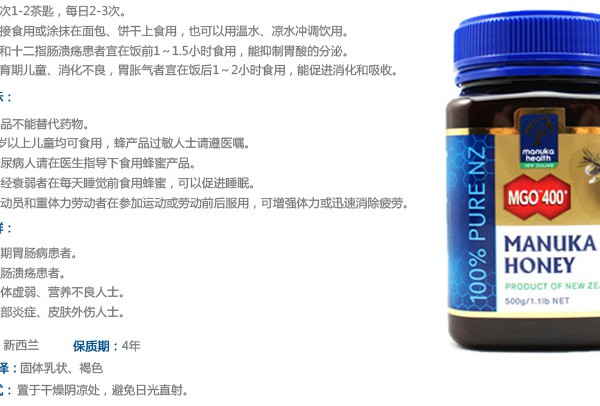 次1-2茶匙，每日2-3次。
接食用或涂抹在面包、饼干上食用，也可以用温水、凉水冲调饮用。
和十二指肠溃疡患者宜在饭前1～1.5小时食用，能抑制胃酸的分泌。
育期儿童、消化不良，胃胀气者宜在饭后1～2小时食用，能促进消化和吸收。
示：
品不能替代药物。
岁以上儿童均可食用，蜂产品过敏人士请遵医嘱。
尿病人请在医生指导下食用蜂蜜产品。
经衰弱者在每天睡觉前食用蜂蜜，可以促进睡眠。
动员和重体力劳动者在参加运动或劳动前后服用，可增强体力或迅速消除疲劳。
群：
期胃肠病患者。
肠溃疡患者。
体虚弱、营养不良人士。
部炎症、皮肤外伤人士。
新西兰 保质期：4年
泽：固体乳状、褐色
式：置于干燥阴凉处，避免日光直射。
100% PURE NZ
manuka
health
NEW ZEALAND
MGO™ 400+
MANUKA
HONEY
PRODUCT OF NEW ZEA
500g/1.1lb NET